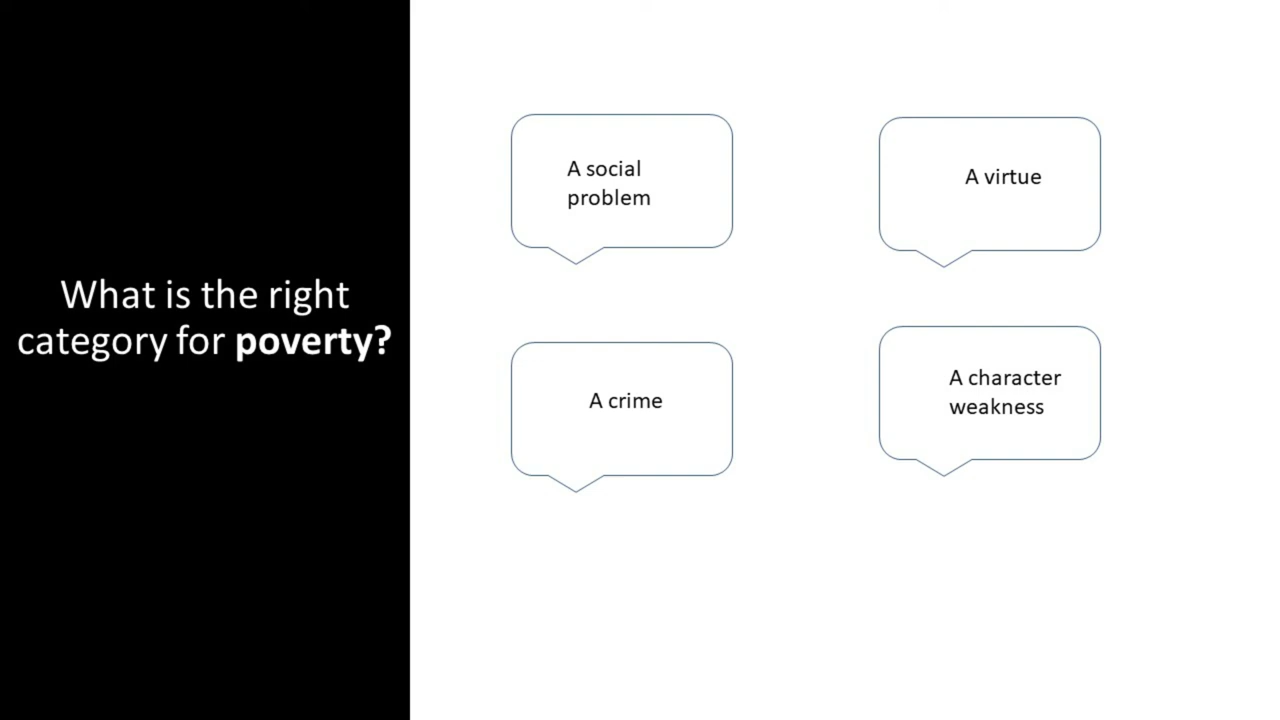 What is the right
category for poverty?
A social
problem
A virtue
A crime
A character
weakness